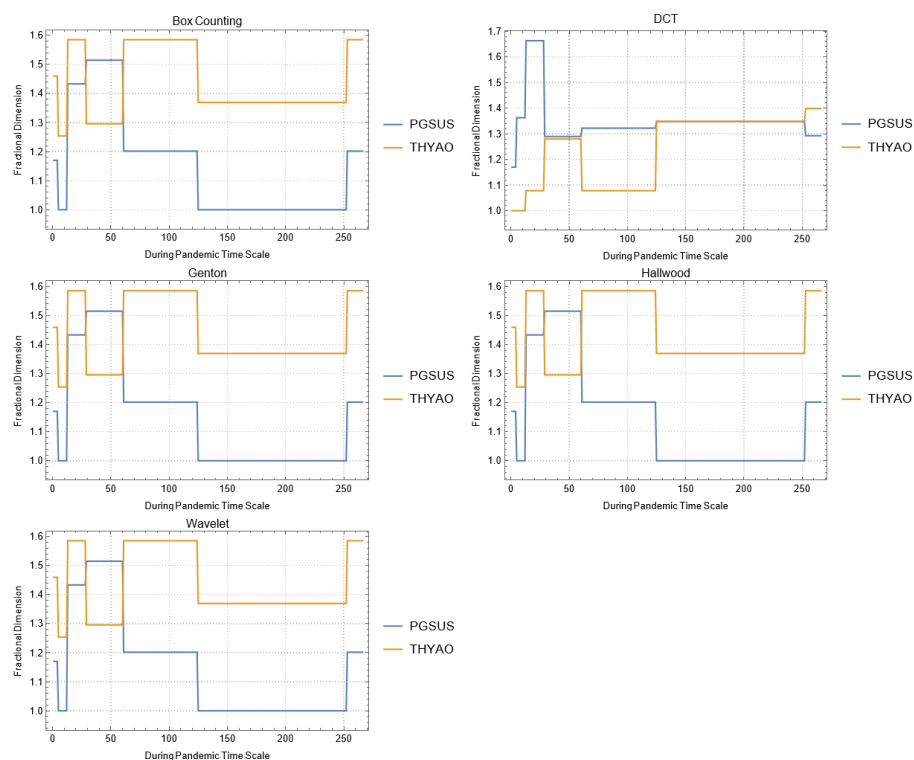 Box Counting
1.6
1.5
1.4
1.3
1.2
1.1
1.0
Fractional Dimension
0 50 100 150 200 250
During Pandemic Time Scale
PGSUS
THYAO
DCT
1.7
1.6
1.5
1.4
1.3
1.2
1.1
1.0
Fractional Dimension
0 50 100 150 200 250
During Pandemic Time Scale
PGSUS
THYAO
Genton
1.6
1.5
1.4
1.3
1.2
1.1
1.0
Fractional Dimension
0 50 100 150 200 250
During Pandemic Time Scale
PGSUS
THYAO
Hallwood
1.6
1.5
1.4
1.3
1.2
1.1
1.0
Fractional Dimension
0 50 100 150 200 250
During Pandemic Time Scale
PGSUS
THYAO
Wavelet
1.6
1.5
1.4
1.3
1.2
1.1
1.0
Fractional Dimension
0 50 100 150 200 250
During Pandemic Time Scale
PGSUS
THYAO